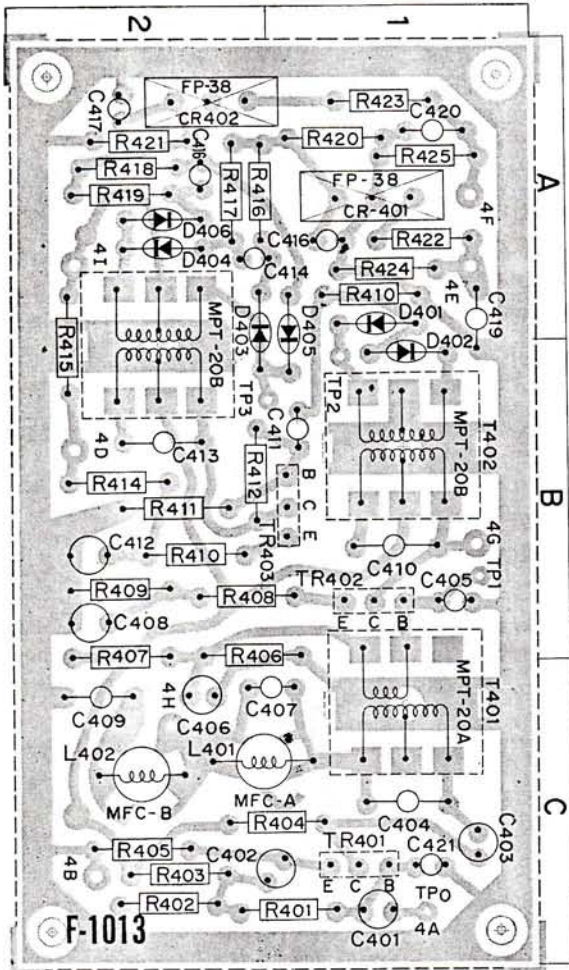 2 1
FP-38
CR402
R423
C417
C420
R421
C416
R420
R418
R425
R419
R417
R416
FP-38
CR-401
4F
A
D406
C416
R422
4I
D404
C414
R424
4E
R410
C419
R415
MPT-20B
D403
D405
D401
D402
TP3
TP2
C411
MPT-20B
T402
4D
C413
R412
B
C
E
B
R414
R411
TR403
4G
C412
R410
C410
TP1
R409
R408
TR402
C405
C408
E C B
R407
R406
4H
C409
C406
C407
MPT-20A
T401
L402
L401
MFC-B
MFC-A
C
R404
C404
C403
R405
C402
TR401
C421
4B
R403
E C B
TP0
R402
R401
C401
4A
F-1013